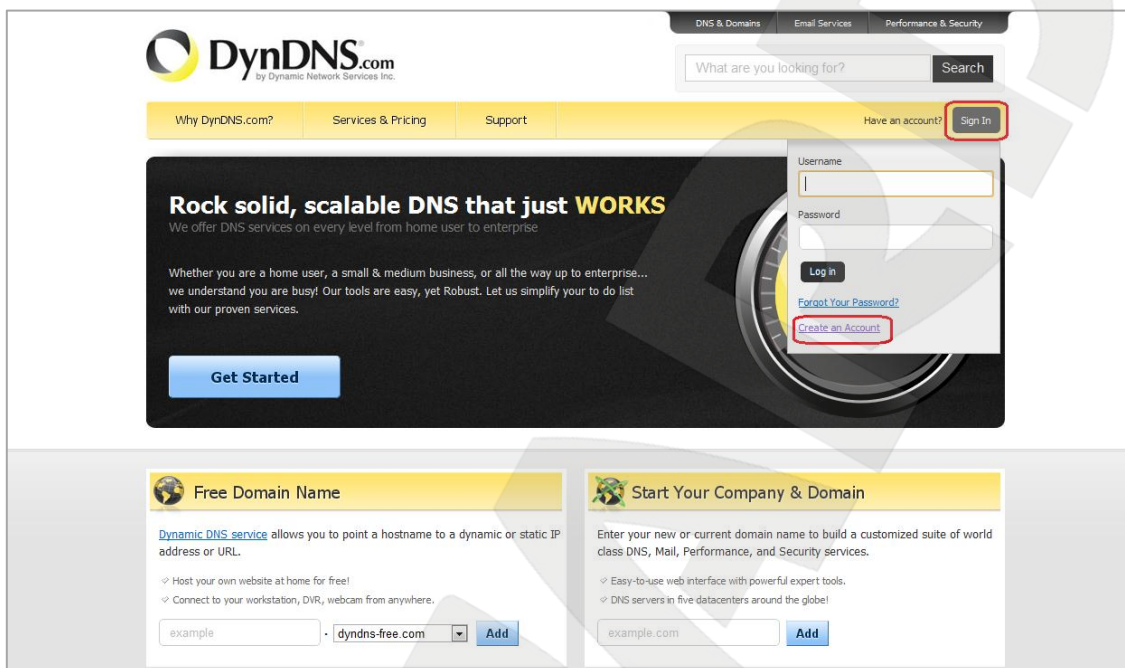 DNS & Domains Email Services Performance & Security
DynDNS.com
by Dynamic Network Services Inc.
What are you looking for? Search
Why DynDNS.com? Services & Pricing Support Have an account? Sign In
Username
Password
Log in
Forgot Your Password?
Create an Account
Rock solid, scalable DNS that just WORKS
We offer DNS services on every level from home user to enterprise
Whether you are a home user, a small & medium business, or all the way up to enterprise...
we understand you are busy! Our tools are easy, yet Robust. Let us simplify your to do list
with our proven services.
Get Started
Free Domain Name
Dynamic DNS service allows you to point a hostname to a dynamic or static IP
address or URL.
Host your own website at home for free!
Connect to your workstation, DVR, webcam from anywhere.
example . dyndns-free.com Add
Start Your Company & Domain
Enter your new or current domain name to build a customized suite of world
class DNS, Mail, Performance, and Security services.
Easy-to-use web interface with powerful expert tools.
DNS servers in five datacenters around the globe!
example.com Add